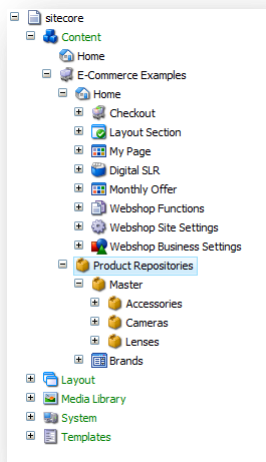 sitecore
Content
Home
E-Commerce Examples
Home
Checkout
Layout Section
My Page
Digital SLR
Monthly Offer
Webshop Functions
Webshop Site Settings
Webshop Business Settings
Product Repositories
Master
Accessories
Cameras
Lenses
Brands
Layout
Media Library
System
Templates